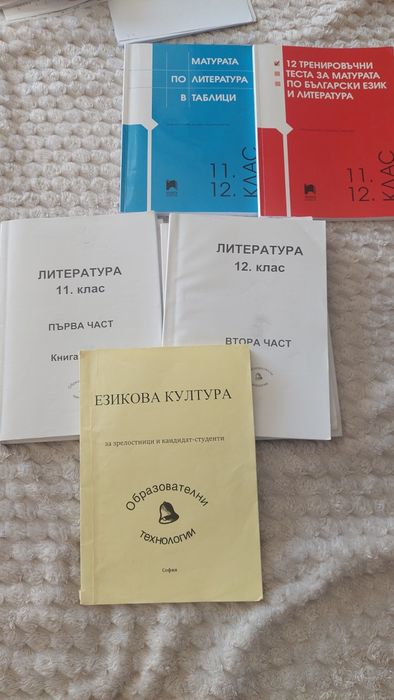 МАТУРАТА
ПО ЛИТЕРАТУРА
В ТАБЛИЦИ
11.
12. КЛАС
12 ТРЕНИРОВЪЧНИ
ТЕСТА ЗА МАТУРАТА
ПО БЪЛГАРСКИ ЕЗИК
И ЛИТЕРАТУРА
11.
12. КЛАС
ЛИТЕРАТУРА
11. клас
ПЪРВА ЧАСТ
Книга
ЛИТЕРАТУРА
12. клас
ВТОРА ЧАСТ
ЕЗИКОВА КУЛТУРА
за зрелостници и кандидат-студенти
Образователни
технологии
София